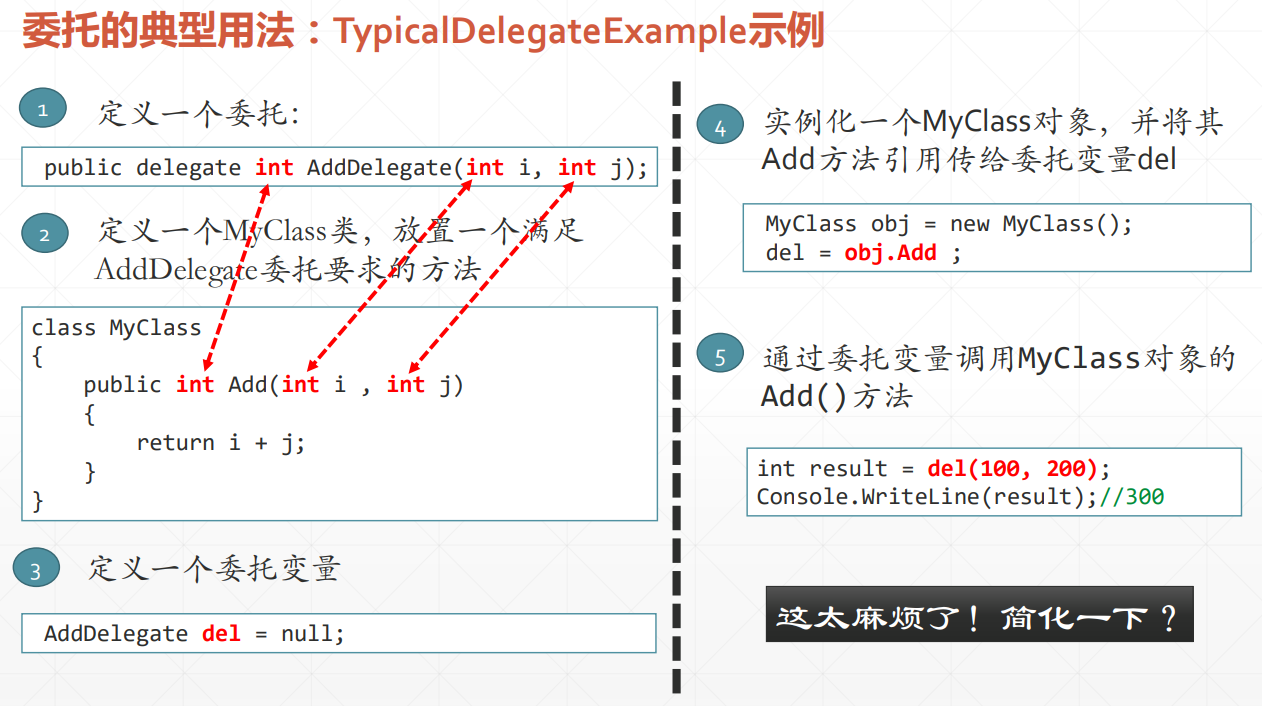 委托的典型用法：TypicalDelegateExample示例
1
定义一个委托：
public delegate int AddDelegate(int i, int j);
2
定义一个MyClass类，放置一个满足
AddDelegate委托要求的方法
class MyClass
{
public int Add(int i , int j)
{
return i + j;
}
}
3
定义一个委托变量
AddDelegate del = null;
4
实例化一个MyClass对象，并将其
Add方法引用传给委托变量del
MyClass obj = new MyClass();
del = obj.Add ;
5
通过委托变量调用MyClass对象的
Add()方法
int result = del(100, 200);
Console.WriteLine(result);//300
这太麻烦了！简化一下？